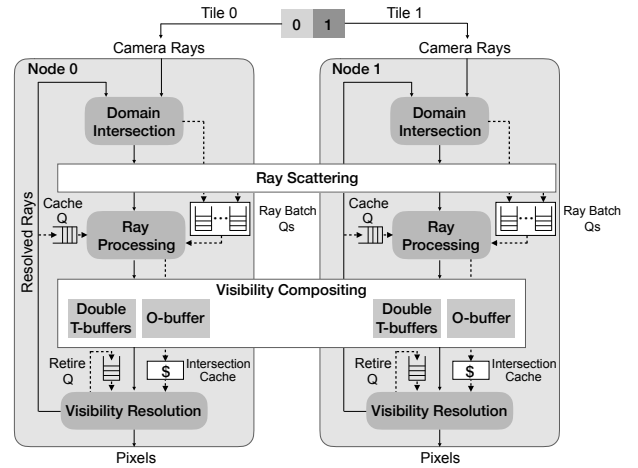 Tile 0
0 1
Tile 1
Camera Rays
Camera Rays
Node 0
Node 1
Domain
Intersection
Domain
Intersection
Ray Scattering
Cache
Q
Ray
Processing
Ray Batch
Qs
Cache
Q
Ray
Processing
Ray Batch
Qs
Resolved Rays
Visibility Compositing
Double
T-buffers
O-buffer
Double
T-buffers
O-buffer
Retire
Q
$
Intersection
Cache
Retire
Q
$
Intersection
Cache
Visibility Resolution
Visibility Resolution
Pixels
Pixels